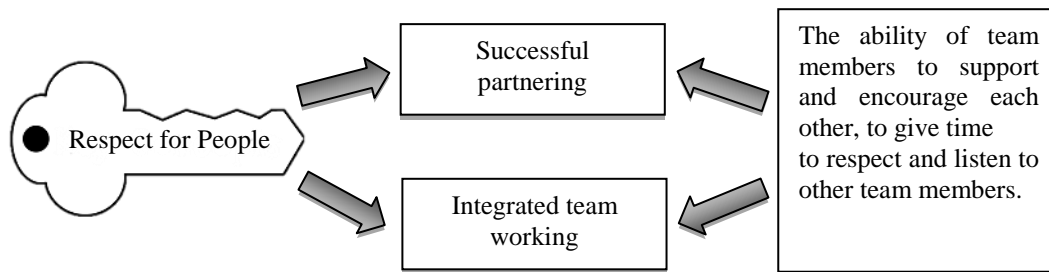 Respect for People
Successful
partnering
Integrated team
working
The ability of team
members to support
and encourage each
other, to give time
to respect and listen to
other team members.